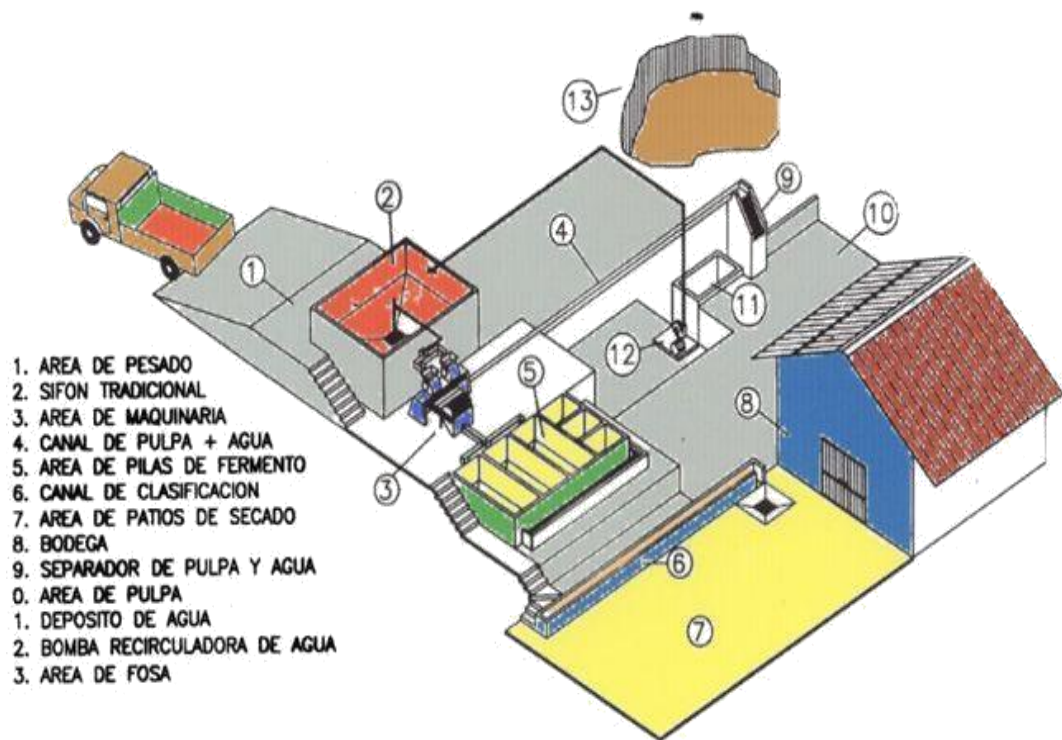 13
9
2
10
4
1
11
12
5
8
3
6
7
1. AREA DE PESADO
2. SIFON TRADICIONAL
3. AREA DE MAQUINARIA
4. CANAL DE PULPA + AGUA
5. AREA DE PILAS DE FERMENTO
6. CANAL DE CLASIFICACION
7. AREA DE PATIOS DE SECADO
8. BODEGA
9. SEPARADOR DE PULPA Y AGUA
0. AREA DE PULPA
1. DEPOSITO DE AGUA
2. BOMBA RECIRCULADORA DE AGUA
3. AREA DE FOSA